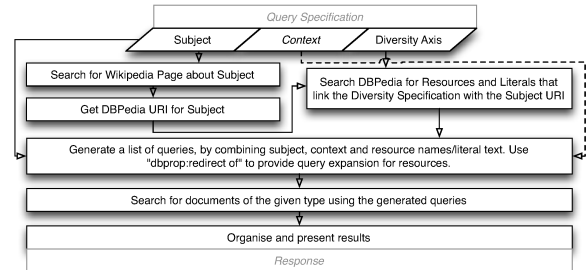 Query Specification
Subject
Context
Diversity Axis
Search for Wikipedia Page about Subject
Get DBPedia URI for Subject
Search DBPedia for Resources and Literals that
link the Diversity Specification with the Subject URI
Generate a list of queries, by combining subject, context and resource names/literal text. Use
"dbprop:redirect of" to provide query expansion for resources.
Search for documents of the given type using the generated queries
Organise and present results
Response